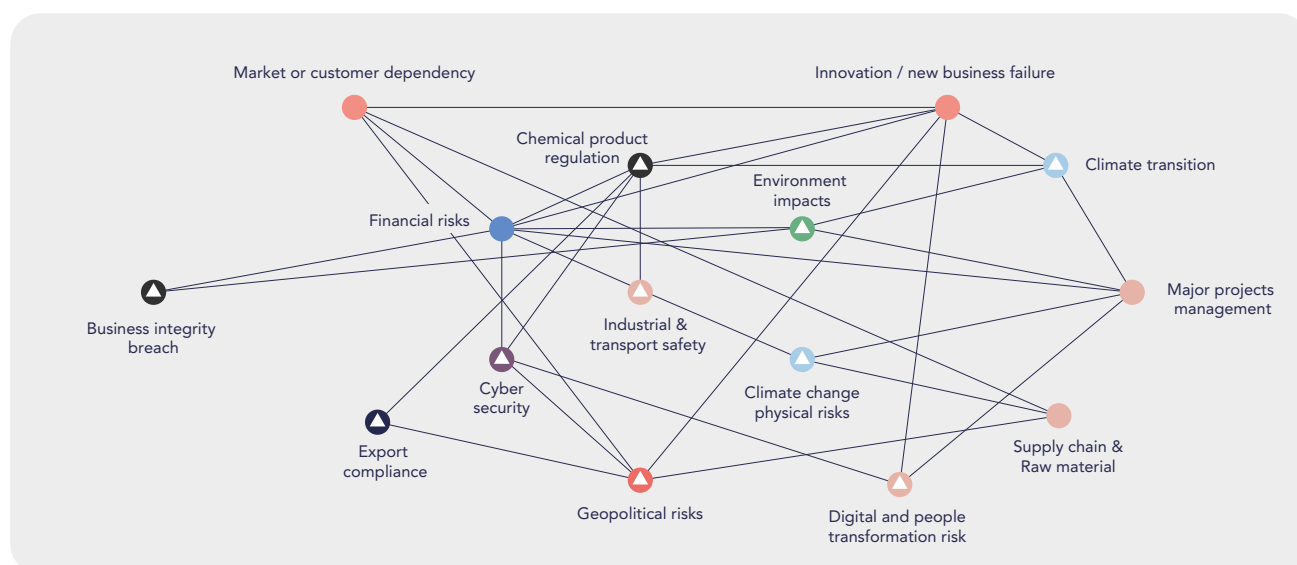 Market or customer dependency
Innovation / new business failure
Chemical product
regulation
Climate transition
Environment
impacts
Financial risks
Major projects
management
Business integrity
breach
Industrial &
transport safety
Cyber
security
Climate change
physical risks
Export
compliance
Supply chain &
Raw material
Geopolitical risks
Digital and people
transformation risk